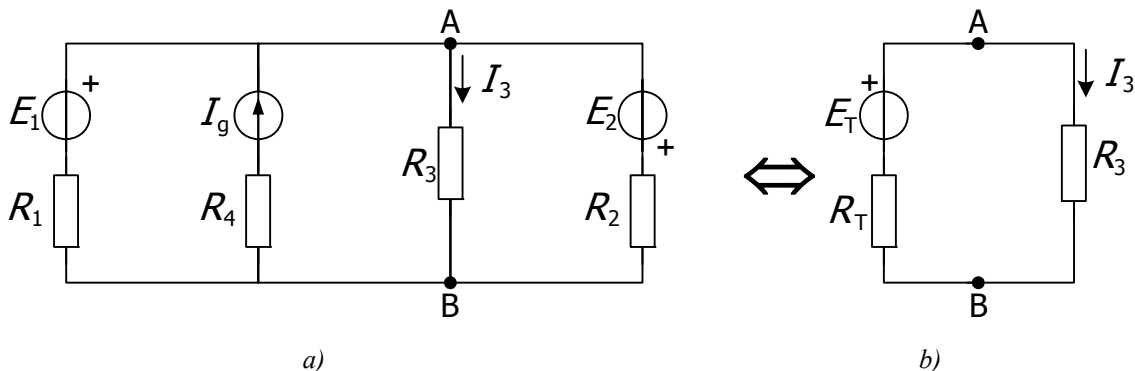 A
A
+
+
I3
I3
E1
Ig
E2
ET
+
R3
R3
R1
R4
R2
RT
B
B
a)
b)